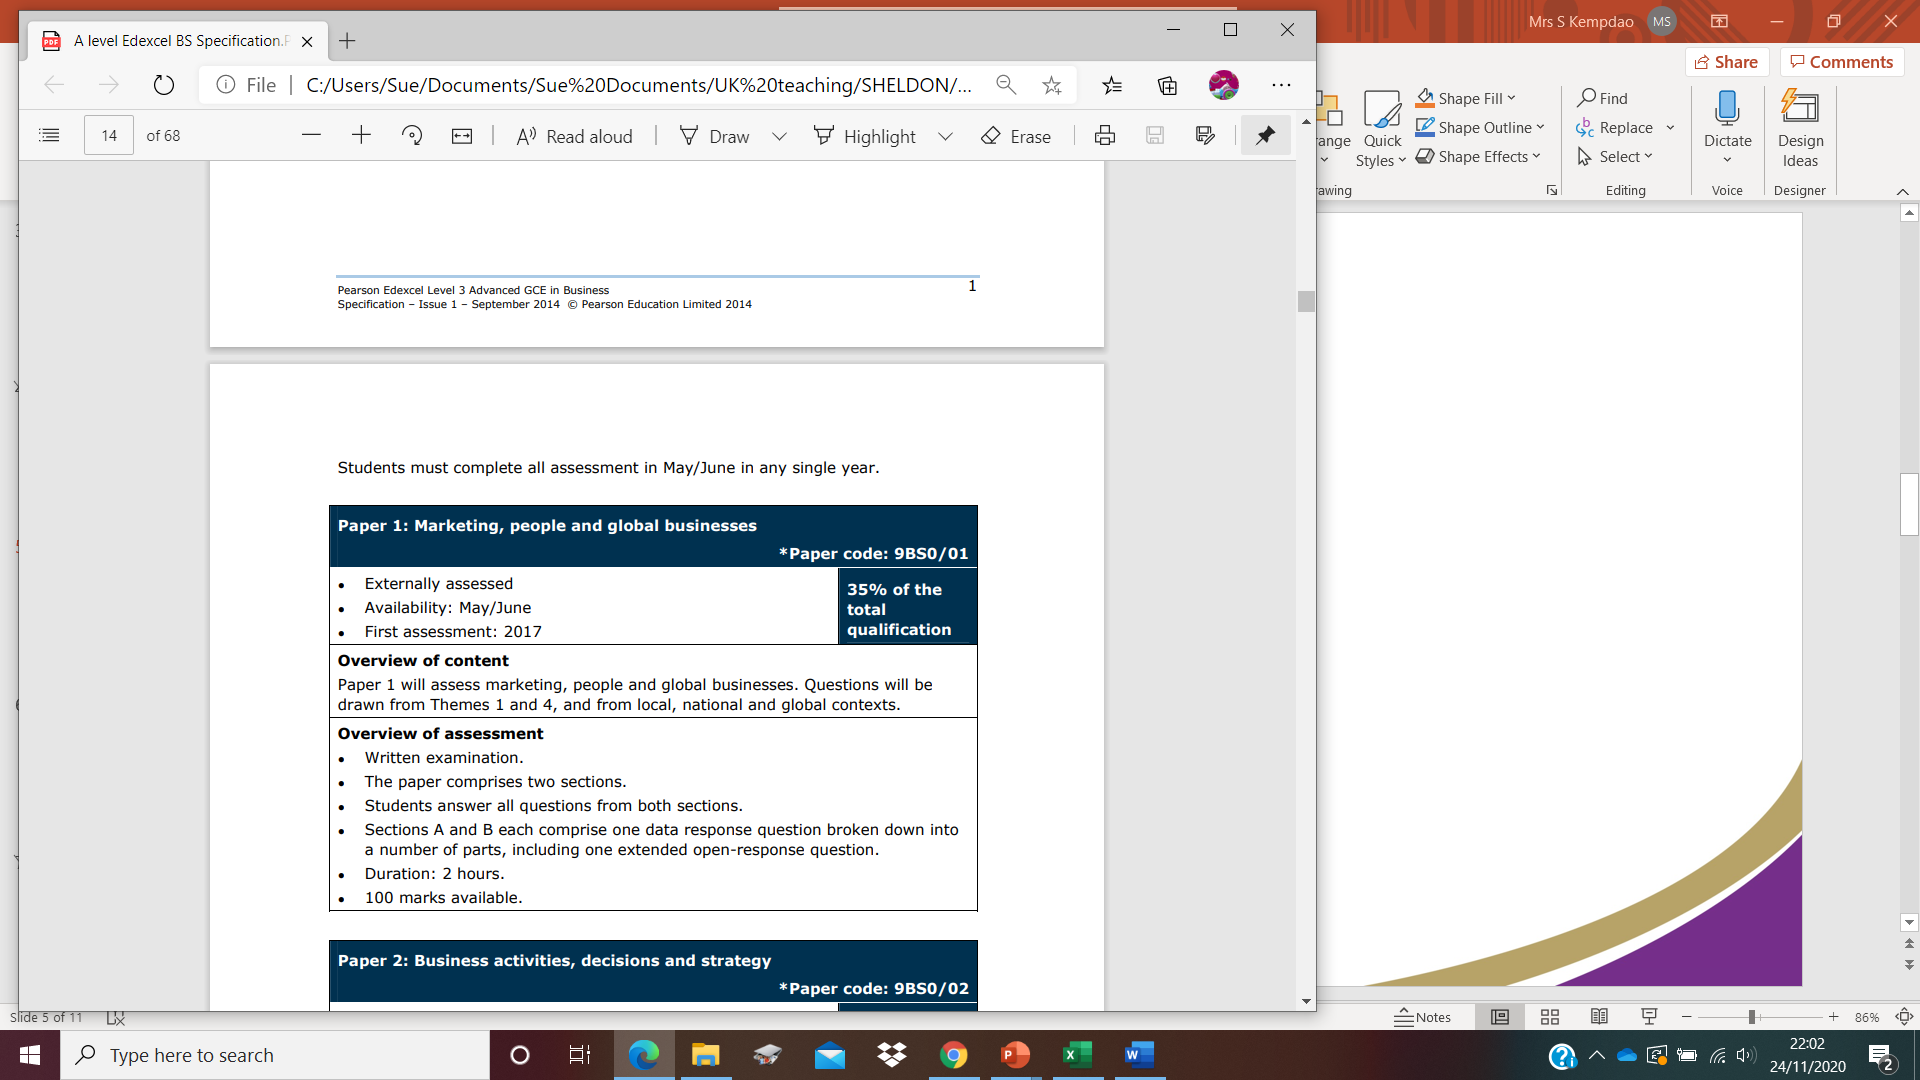 Mrs S Kempdao MS
A level Edexcel BS Specification.P
File C:/Users/Sue/Documents/Sue%20Documents/UK%20teaching/SHELDON/...
14 of 68
Read aloud
Draw
Highlight
Erase
Share
Comments
Shape Fill
Shape Outline
Shape Effects
Quick
Styles
Find
Replace
Select
Dictate
Design
Ideas
Editing
Voice
Designer
1
Pearson Edexcel Level 3 Advanced GCE in Business
Specification – Issue 1 – September 2014 © Pearson Education Limited 2014
Students must complete all assessment in May/June in any single year.
Paper 1: Marketing, people and global businesses
*Paper code: 9BS0/01
• Externally assessed
• Availability: May/June
• First assessment: 2017
35% of the
total
qualification
Overview of content
Paper 1 will assess marketing, people and global businesses. Questions will be
drawn from Themes 1 and 4, and from local, national and global contexts.
Overview of assessment
• Written examination.
• The paper comprises two sections.
• Students answer all questions from both sections.
• Sections A and B each comprise one data response question broken down into
a number of parts, including one extended open-response question.
• Duration: 2 hours.
• 100 marks available.
Paper 2: Business activities, decisions and strategy
*Paper code: 9BS0/02
Slide 5 of 11
Notes
86%
Type here to search
22:02
24/11/2020
2